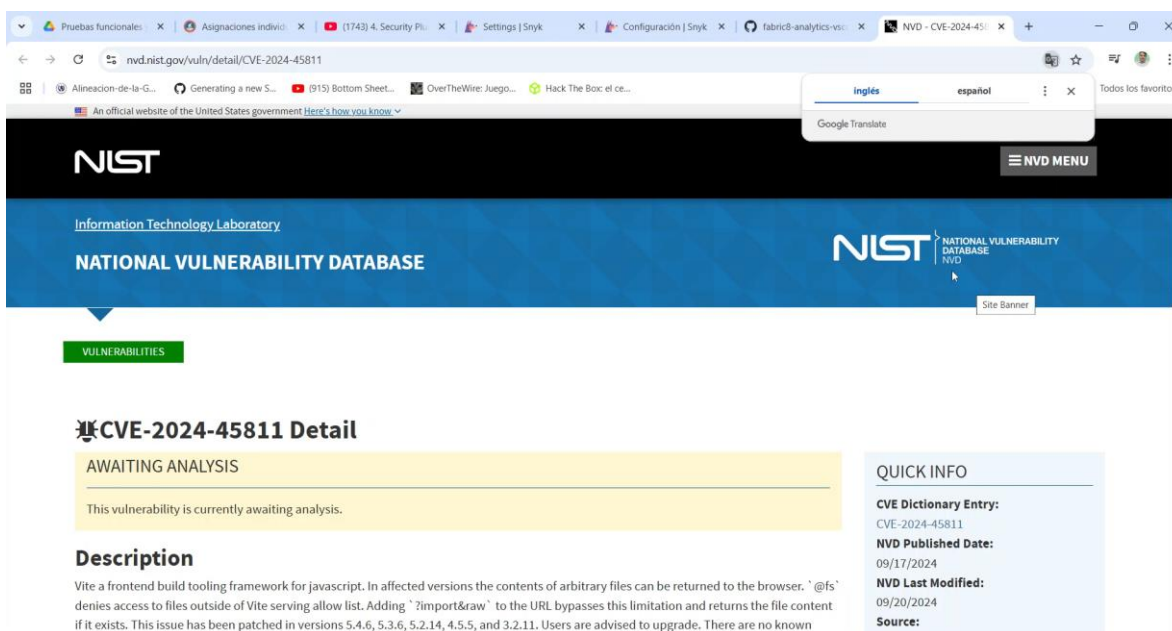 Pruebas funcionales
Asignaciones individ
(1743) 4. Security Plu
Settings | Snyk
Configuración | Snyk
fabric8-analytics-vsc
NVD - CVE-2024-458
nvd.nist.gov/vuln/detail/CVE-2024-45811
Alineacion-de-la-G...
Generating a new S...
(915) Bottom Sheet...
OverTheWire: Juego...
Hack The Box: el ce...
Todos los favorito
inglés
español
Google Translate
An official website of the United States government Here's how you know
NIST
NVD MENU
Information Technology Laboratory
NATIONAL VULNERABILITY DATABASE
NIST
NATIONAL VULNERABILITY
DATABASE
NVD
Site Banner
VULNERABILITIES
CVE-2024-45811 Detail
AWAITING ANALYSIS
This vulnerability is currently awaiting analysis.
Description
Vite a frontend build tooling framework for javascript. In affected versions the contents of arbitrary files can be returned to the browser. `@fs`
denies access to files outside of Vite serving allow list. Adding `?import&raw` to the URL bypasses this limitation and returns the file content
if it exists. This issue has been patched in versions 5.4.6, 5.3.6, 5.2.14, 4.5.5, and 3.2.11. Users are advised to upgrade. There are no known
QUICK INFO
CVE Dictionary Entry:
CVE-2024-45811
NVD Published Date:
09/17/2024
NVD Last Modified:
09/20/2024
Source: